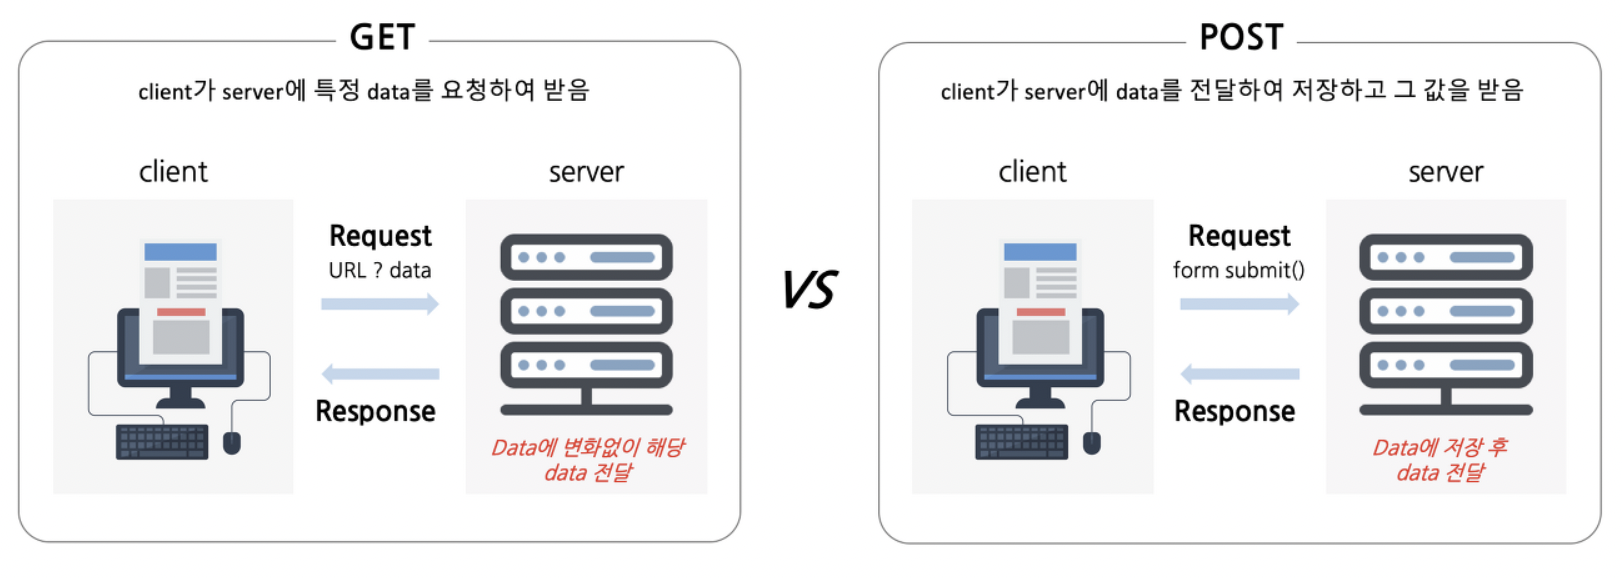 GET
client가 server에 특정 data를 요청하여 받음
client
server
Request
URL ? data
Response
Data에 변화없이 해당
data 전달
VS
POST
client가 server에 data를 전달하여 저장하고 그 값을 받음
client
server
Request
form submit()
Response
Data에 저장 후
data 전달